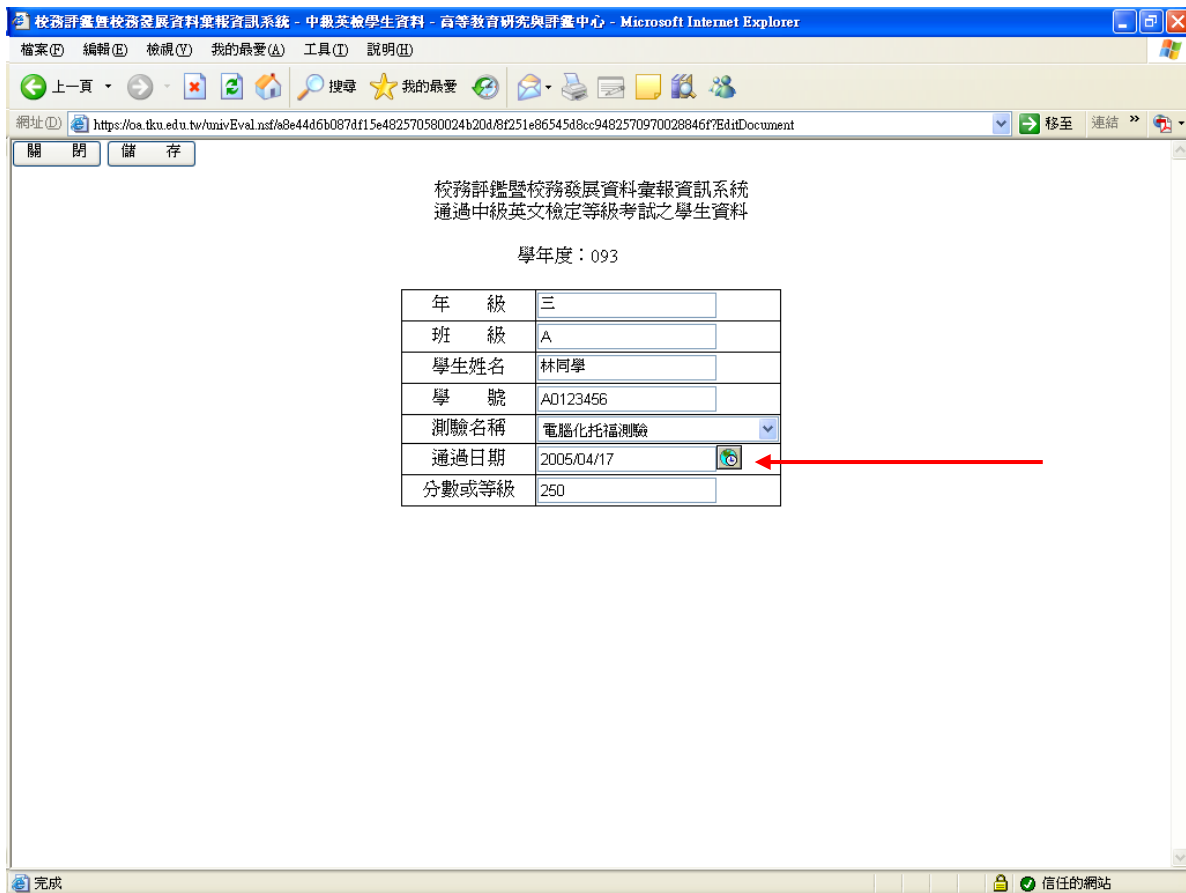 校務評鑑暨校務發展資料彙報資訊系統 - 中級英檢學生資料 - 高等教育研究與評鑑中心 - Microsoft Internet Explorer
檔案(F) 編輯(E) 檢視(V) 我的最愛(A) 工具(T) 說明(H)
上一頁 搜尋 我的最愛
網址(D) https://oa.tku.edu.tw/univEval.nsf/a8e44d6b087df15e482570580024b20d/8f251e86545d8cc9482570970028846f?EditDocument 移至 連結 »
關 閉 儲 存
校務評鑑暨校務發展資料彙報資訊系統
通過中級英文檢定等級考試之學生資料
學年度：093
年 級 三
班 級 A
學生姓名 林同學
學 號 A0123456
測驗名稱 電腦化托福測驗
通過日期 2005/04/17
分數或等級 250
完成 信任的網站